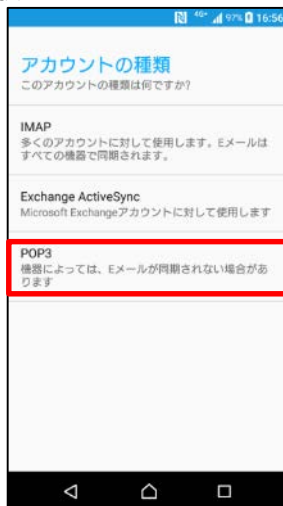 4G+ 97% 16:56
アカウントの種類
このアカウントの種類は何ですか?
IMAP
多くのアカウントに対して使用します。Eメールは
すべての機器で同期されます。
Exchange ActiveSync
Microsoft Exchangeアカウントに対して使用します
POP3
機器によっては、Eメールが同期されない場合があ
ります